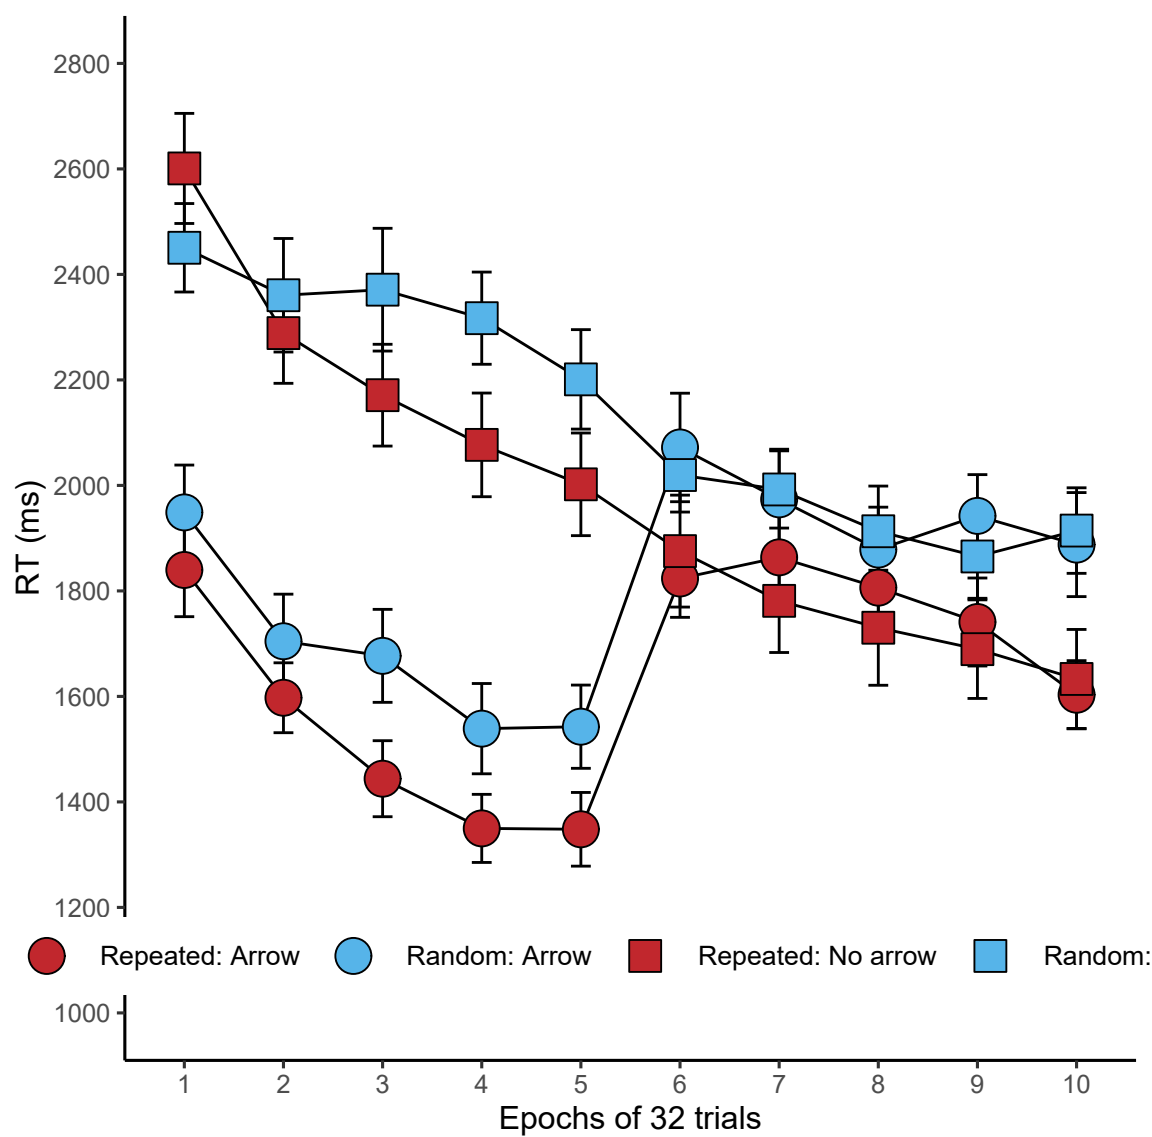 2800
2600
2400
2200
2000
1800
1600
1400
1200
RT (ms)
Repeated: Arrow Random: Arrow Repeated: No arrow Random:
1000
1 2 3 4 5 6 7 8 9 10
Epochs of 32 trials